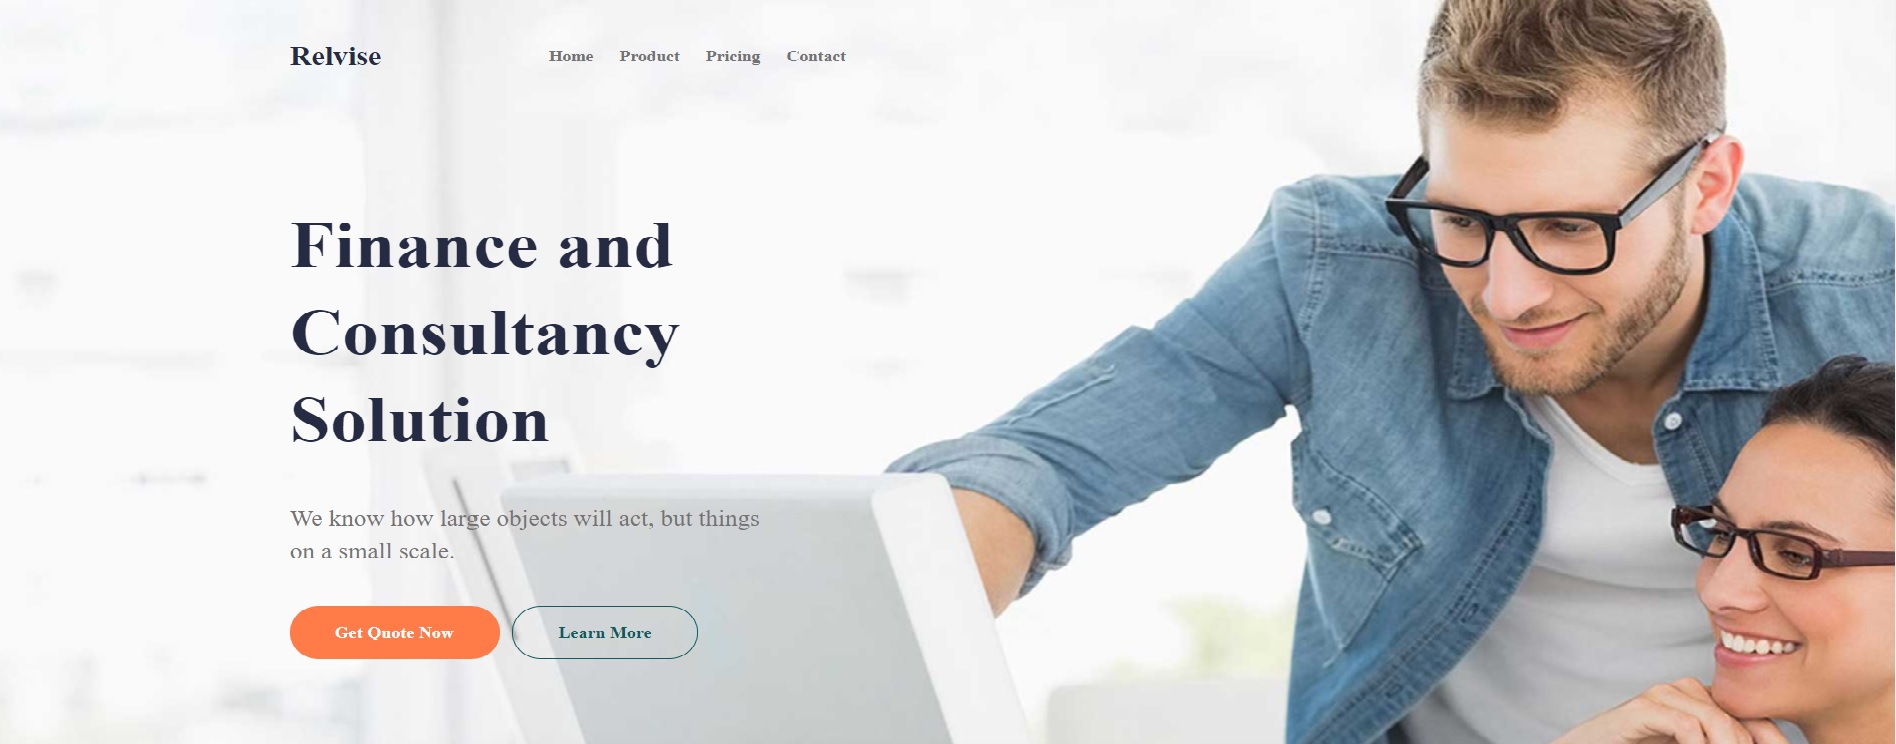 Relvise
Home Product Pricing Contact
Finance and
Consultancy
Solution
We know how large objects will act, but things
on a small scale.
Get Quote Now Learn More